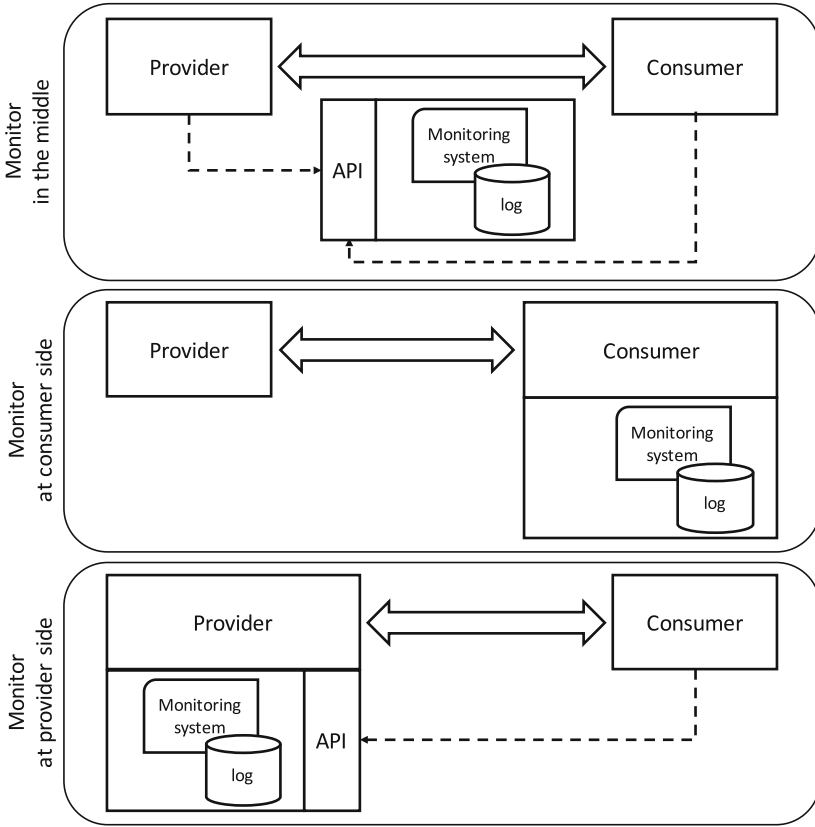 Monitor
in the middle
Provider
Consumer
API
Monitoring
system
log
Monitor
at consumer side
Provider
Consumer
Monitoring
system
log
Monitor
at provider side
Provider
Consumer
Monitoring
system
log
API